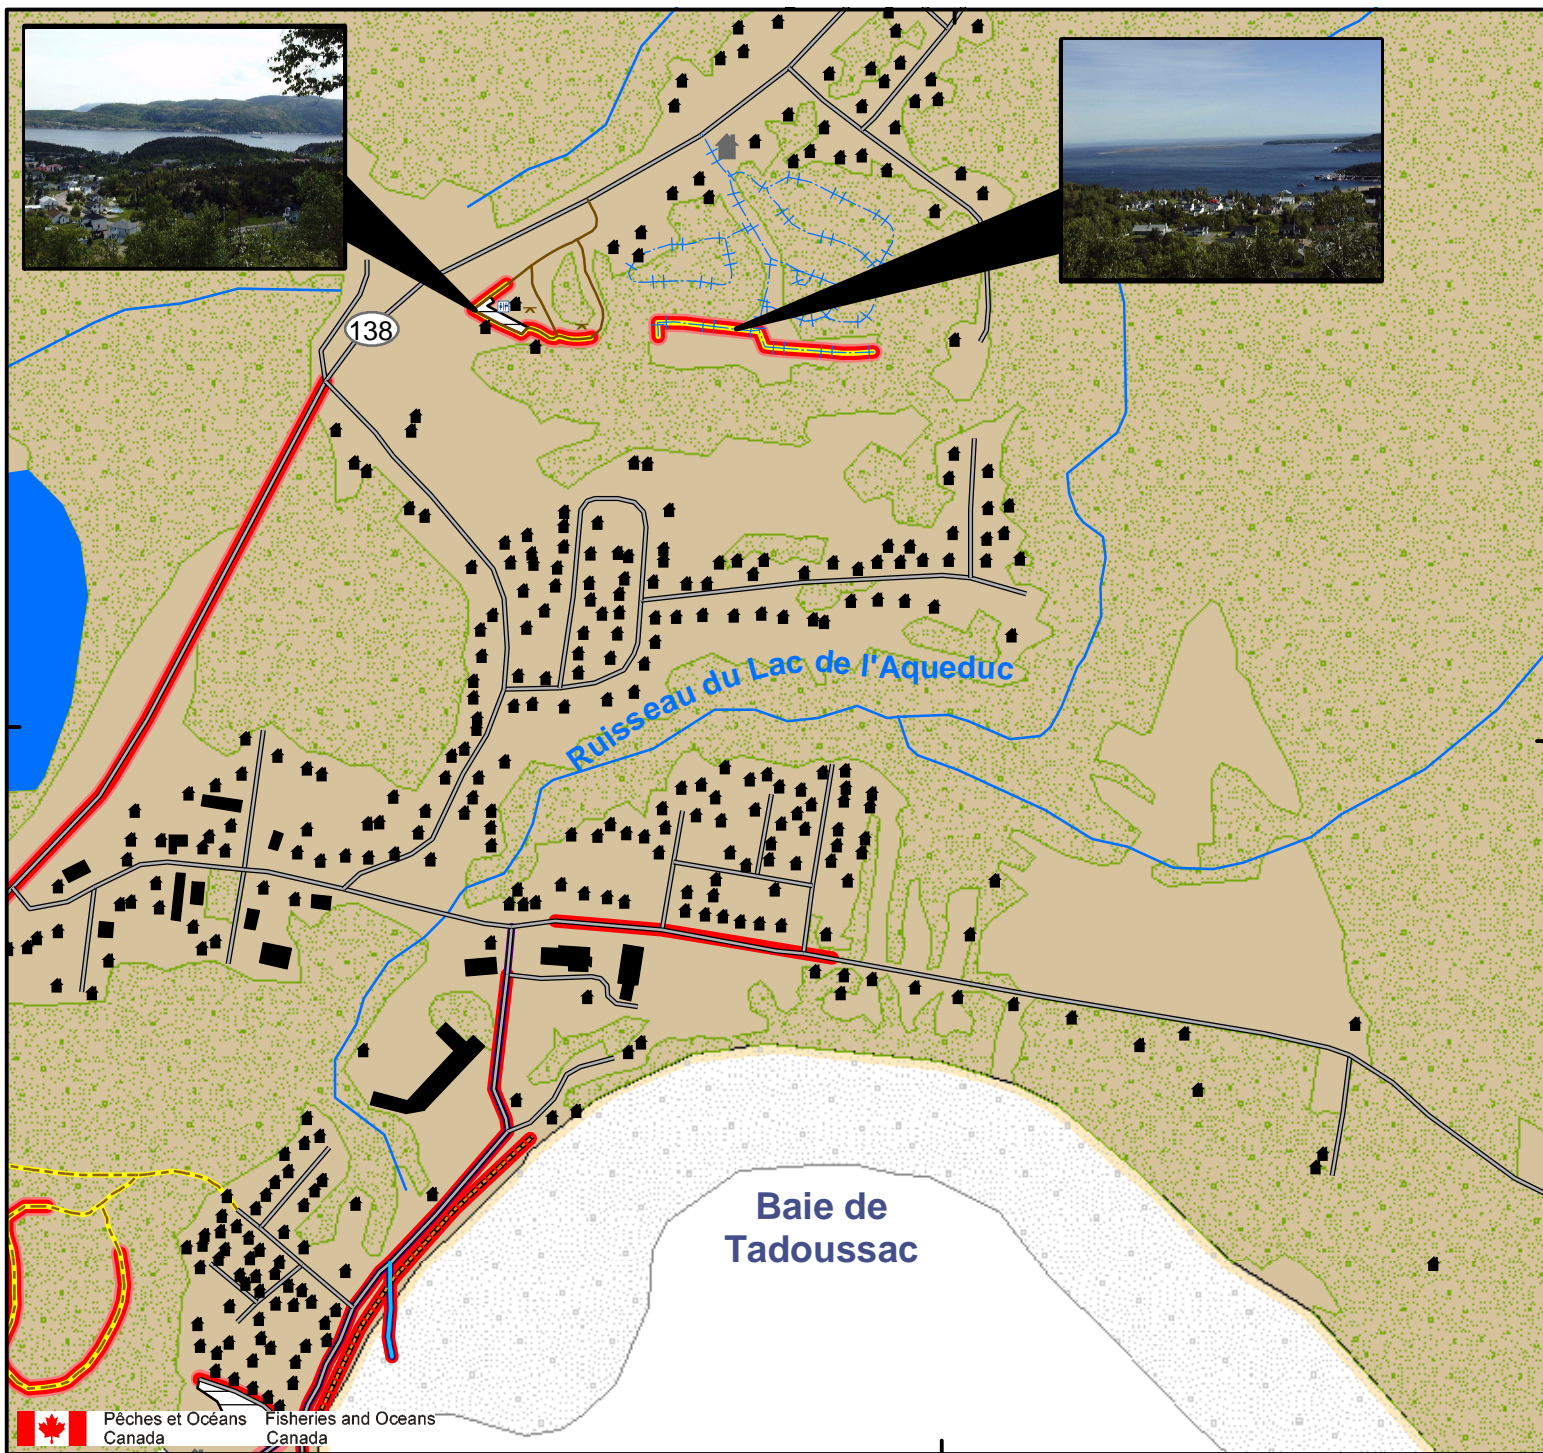 138
Ruisseau du Lac de l'Aqueduc
Baie de
Tadoussac
Pêches et Océans
Canada
Fisheries and Oceans
Canada